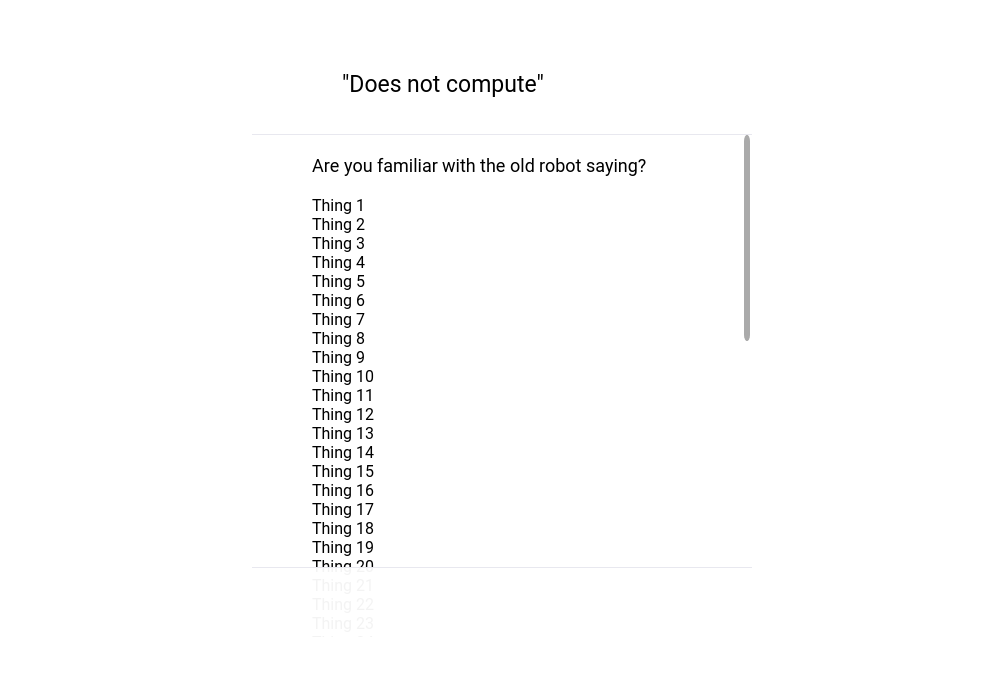 "Does not compute"
Are you familiar with the old robot saying?
Thing 1
Thing 2
Thing 3
Thing 4
Thing 5
Thing 6
Thing 7
Thing 8
Thing 9
Thing 10
Thing 11
Thing 12
Thing 13
Thing 14
Thing 15
Thing 16
Thing 17
Thing 18
Thing 19
Thing 20
Thing 21
Thing 22
Thing 23